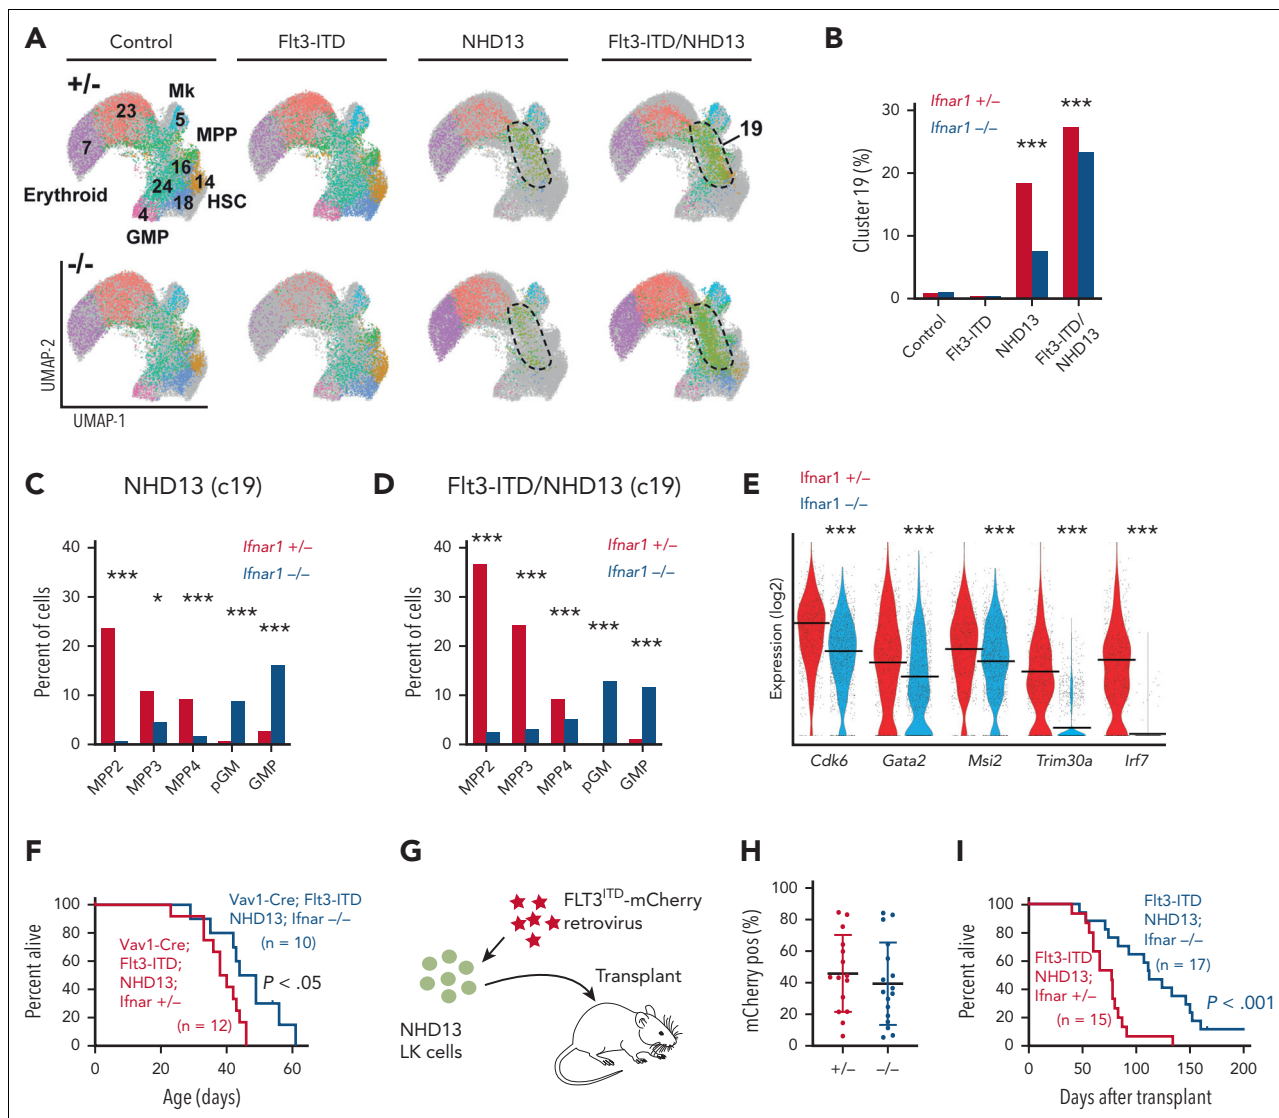 A
Control
Flt3-ITD
NHD13
Flt3-ITD/NHD13
+/-
Mk
23
5
MPP
7
16
14
24
Erythroid
18
HSC
4
GMP
19
-/-
UMAP-2
UMAP-1
B
Ifnar1 +/–
Ifnar1 –/–
***
***
Cluster 19 (%)
30
20
10
0
Control
Flt3-ITD
NHD13
Flt3-ITD/
NHD13
C
NHD13 (c19)
Percent of cells
40
30
20
10
0
Ifnar1 +/–
Ifnar1 –/–
***
*
***
***
***
MPP2
MPP3
MPP4
pGM
GMP
D
Flt3-ITD/NHD13 (c19)
Percent of cells
40
30
20
10
0
Ifnar1 +/–
Ifnar1 –/–
***
***
***
***
***
MPP2
MPP3
MPP4
pGM
GMP
E
Ifnar1 +/–
Ifnar1 –/–
***
***
***
***
***
Expression (log2)
Cdk6
Gata2
Msi2
Trim30a
Irf7
F
Percent alive
100
80
60
40
20
0
Vav1-Cre; Flt3-ITD
NHD13; Ifnar –/–
(n = 10)
Vav1-Cre;
Flt3-ITD;
NHD13;
Ifnar +/–
(n = 12)
P < .05
0
20
40
60
Age (days)
G
FLT3ITD-mCherry
retrovirus
Transplant
NHD13
LK cells
H
mCherry pos (%)
100
80
60
40
20
0
+/–
–/–
I
Percent alive
100
80
60
40
20
0
Flt3-ITD
NHD13;
Ifnar –/–
(n = 17)
Flt3-ITD
NHD13;
Ifnar +/–
(n = 15)
P < .001
0
50
100
150
200
Days after transplant